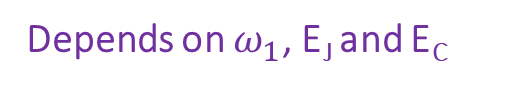 Depends on ω₁, E_J and E_C